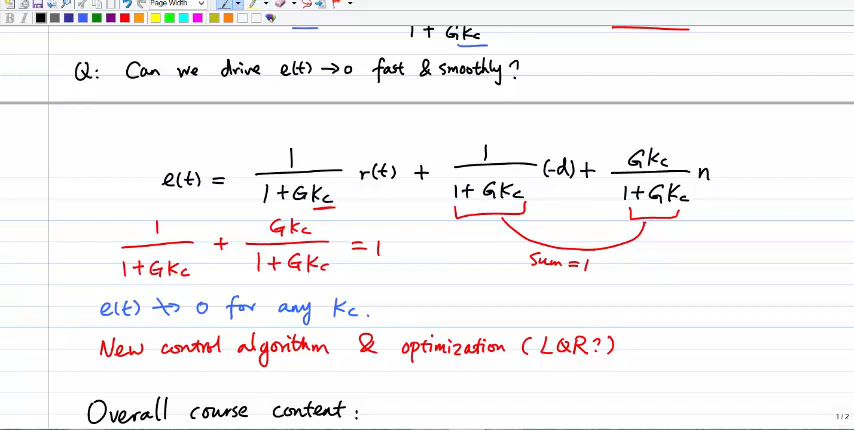 Page Width
B I
1 + GKc
Q: Can we drive e(t) → 0 fast & smoothly?
e(t) = 1/(1 + GKc) r(t) + 1/(1 + GKc) (-d) + GKc/(1 + GKc) n
1/(1 + GKc) + GKc/(1 + GKc) = 1
Sum = 1
e(t) ↛ 0 for any Kc.
New control algorithm & optimization (LQR?)
Overall course content:
1/2